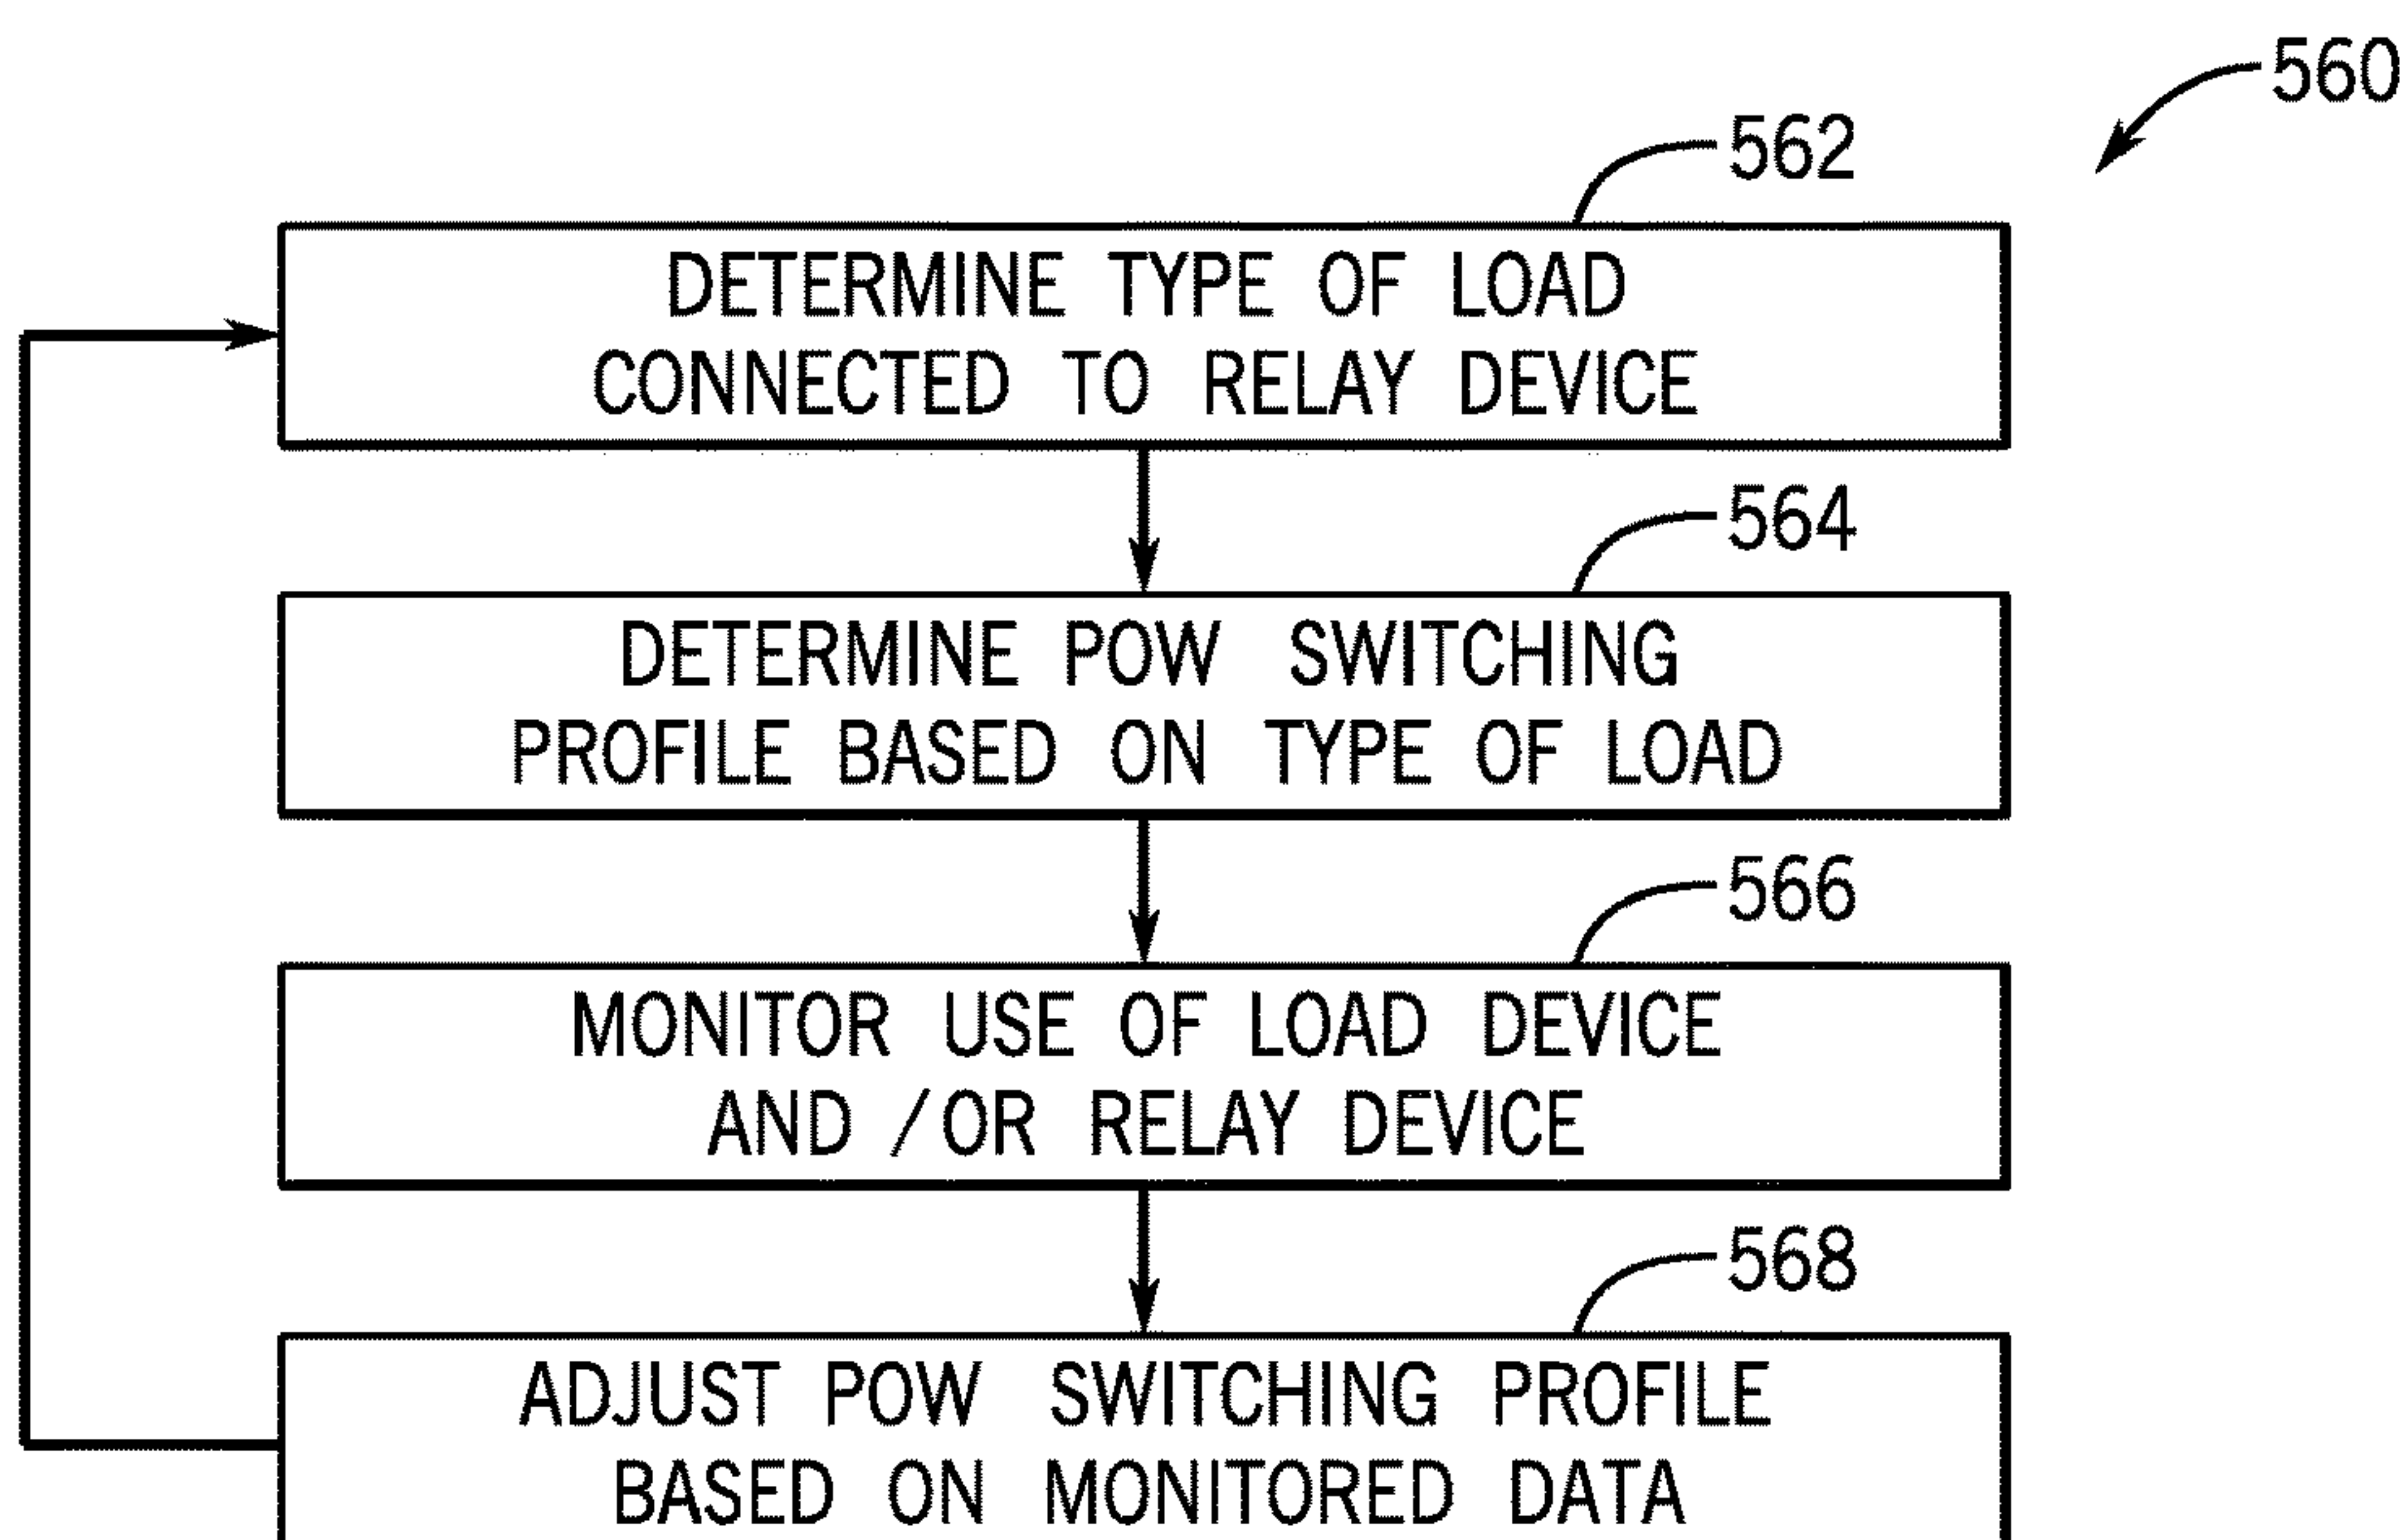 560
562
DETERMINE TYPE OF LOAD
CONNECTED TO RELAY DEVICE
564
DETERMINE POW SWITCHING
PROFILE BASED ON TYPE OF LOAD
566
MONITOR USE OF LOAD DEVICE
AND /OR RELAY DEVICE
568
ADJUST POW SWITCHING PROFILE
BASED ON MONITORED DATA